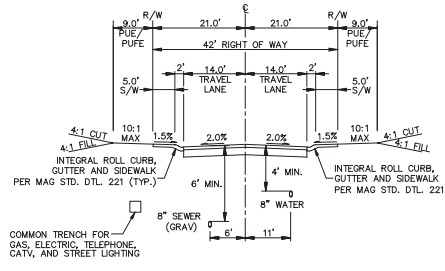 ℄
R/W
R/W
9.0'
21.0'
21.0'
9.0'
PUE/
PUFE
PUE/
PUFE
42' RIGHT OF WAY
2'
14.0'
14.0'
2'
5.0'
S/W
TRAVEL
LANE
TRAVEL
LANE
5.0'
S/W
4:1 CUT
4:1 FILL
10:1
MAX
1.5%
2.0%
2.0%
1.5%
10:1
MAX
4:1 CUT
4:1 FILL
INTEGRAL ROLL CURB,
GUTTER AND SIDEWALK
PER MAG STD. DTL. 221 (TYP.)
6' MIN.
4' MIN.
INTEGRAL ROLL CURB,
GUTTER AND SIDEWALK
PER MAG STD. DTL. 221
8" WATER
8" SEWER
(GRAV)
6'
11'
COMMON TRENCH FOR
GAS, ELECTRIC, TELEPHONE,
CATV, AND STREET LIGHTING